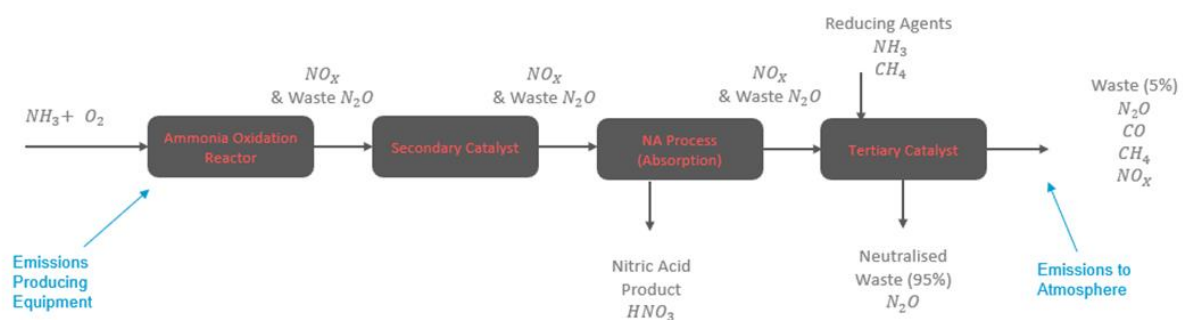 Reducing Agents
NH₃
CH₄
NOₓ
& Waste N₂O
NOₓ
& Waste N₂O
NOₓ
& Waste N₂O
Waste (5%)
N₂O
CO
CH₄
NOₓ
NH₃ + O₂
Ammonia Oxidation
Reactor
Secondary Catalyst
NA Process
(Absorption)
Tertiary Catalyst
Emissions
Producing
Equipment
Nitric Acid
Product
HNO₃
Neutralised
Waste (95%)
N₂O
Emissions to
Atmosphere